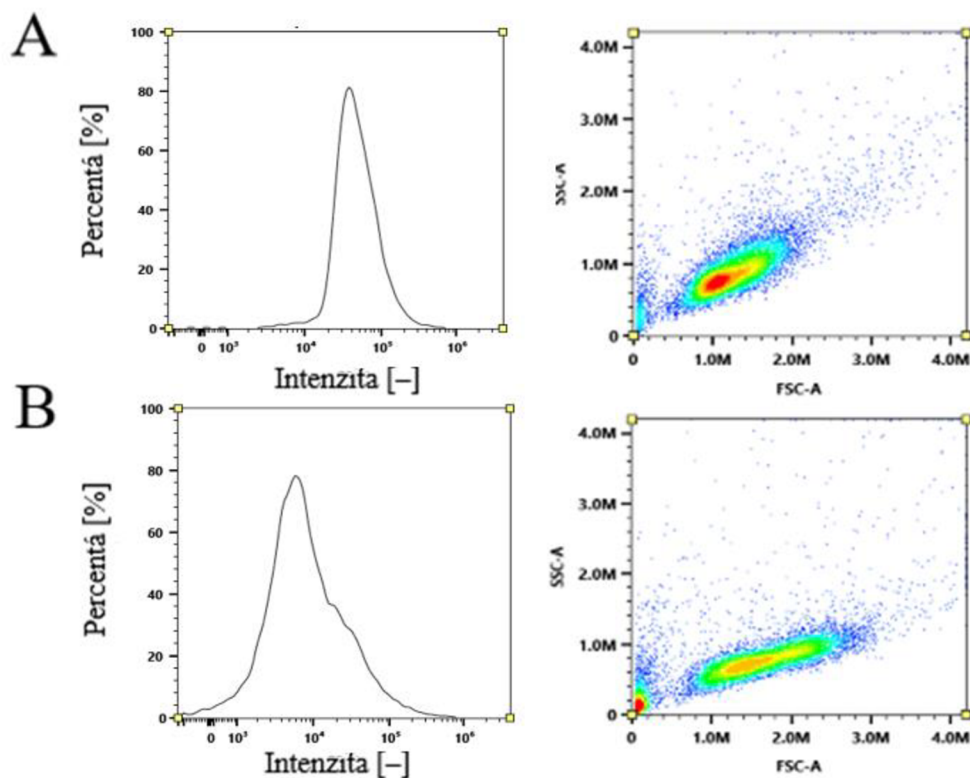 A
Percentá [%]
100
80
60
40
20
0
0 10³ 10⁴ 10⁵ 10⁶
Intenzita [–]
SSC-A
4.0M
3.0M
2.0M
1.0M
0
0 1.0M 2.0M 3.0M 4.0M
FSC-A
B
Percentá [%]
100
80
60
40
20
0
0 10³ 10⁴ 10⁵ 10⁶
Intenzita [–]
SSC-A
4.0M
3.0M
2.0M
1.0M
0
0 1.0M 2.0M 3.0M 4.0M
FSC-A